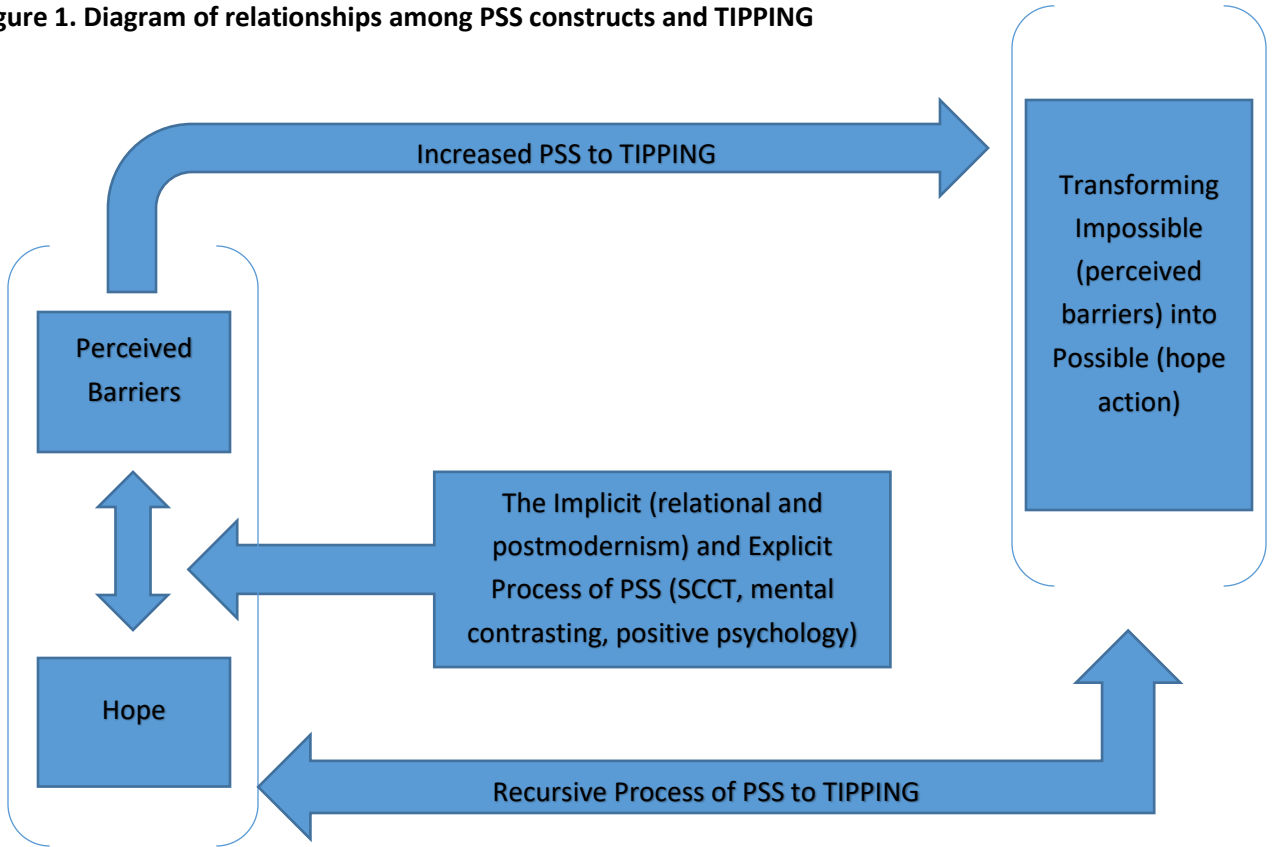 gure 1. Diagram of relationships among PSS constructs and TIPPING
Increased PSS to TIPPING
Transforming
Impossible
(perceived
barriers) into
Possible (hope
action)
Perceived
Barriers
The Implicit (relational and
postmodernism) and Explicit
Process of PSS (SCCT, mental
contrasting, positive psychology)
Hope
Recursive Process of PSS to TIPPING